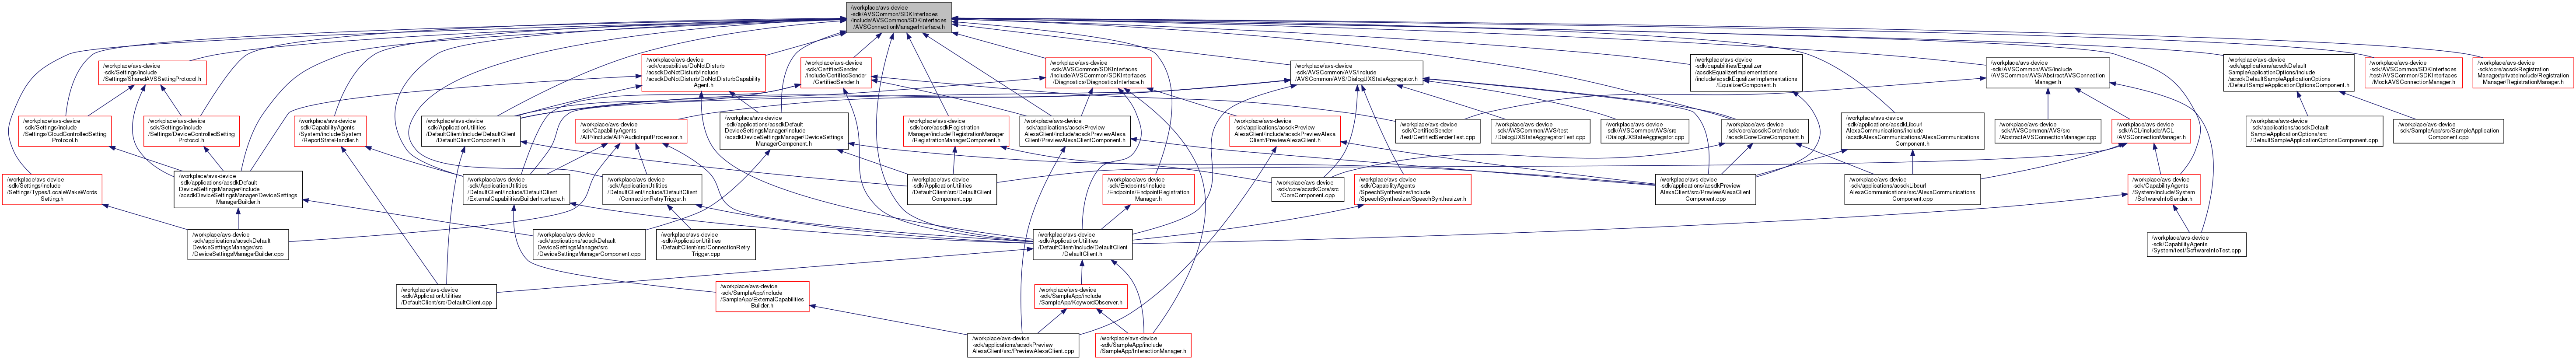 /workplace/avs-device
-sdk/AVSCommon/SDKInterfaces
/include/AVSCommon/SDKInterfaces
/AVSConnectionManagerInterface.h
/workplace/avs-device
-sdk/Settings/include
/Settings/SharedAVSSettingProtocol.h
/workplace/avs-device
-sdk/capabilities/DoNotDisturb
/acsdkDoNotDisturb/include
/acsdkDoNotDisturb/DoNotDisturbCapability
Agent.h
/workplace/avs-device
-sdk/CertifiedSender
/include/CertifiedSender
/CertifiedSender.h
/workplace/avs-device
-sdk/AVSCommon/SDKInterfaces
/include/AVSCommon/SDKInterfaces
/Diagnostics/DiagnosticsInterface.h
/workplace/avs-device
-sdk/AVSCommon/AVS/include
/AVSCommon/AVS/DialogUXStateAggregator.h
/workplace/avs-device
-sdk/capabilities/Equalizer
/acsdkEqualizerImplementations
/include/acsdkEqualizerImplementations
/EqualizerComponent.h
/workplace/avs-device
-sdk/AVSCommon/AVS/include
/AVSCommon/AVS/AbstractAVSConnection
Manager.h
/workplace/avs-device
-sdk/applications/acsdkDefault
SampleApplicationOptions/include
/acsdkDefaultSampleApplicationOptions
/DefaultSampleApplicationOptionsComponent.h
/workplace/avs-device
-sdk/AVSCommon/SDKInterfaces
/test/AVSCommon/SDKInterfaces
/MockAVSConnectionManager.h
/workplace/avs-device
-sdk/core/acsdkRegistration
Manager/privateInclude/Registration
Manager/RegistrationManager.h
/workplace/avs-device
-sdk/Settings/include
/Settings/CloudControlledSetting
Protocol.h
/workplace/avs-device
-sdk/Settings/include
/Settings/DeviceControlledSetting
Protocol.h
/workplace/avs-device
-sdk/CapabilityAgents
/System/include/System
/ReportStateHandler.h
/workplace/avs-device
-sdk/ApplicationUtilities
/DefaultClient/include/DefaultClient
/DefaultClientComponent.h
/workplace/avs-device
-sdk/CapabilityAgents
/AIP/include/AIP/AudioInputProcessor.h
/workplace/avs-device
-sdk/applications/acsdkDefault
DeviceSettingsManager/include
/acsdkDeviceSettingsManager/DeviceSettings
ManagerComponent.h
/workplace/avs-device
-sdk/core/acsdkRegistration
Manager/include/RegistrationManager
/RegistrationManagerComponent.h
/workplace/avs-device
-sdk/applications/acsdkPreview
AlexaClient/include/acsdkPreviewAlexa
Client/PreviewAlexaClientComponent.h
/workplace/avs-device
-sdk/applications/acsdkPreview
AlexaClient/include/acsdkPreviewAlexa
Client/PreviewAlexaClient.h
/workplace/avs-device
-sdk/CertifiedSender
/test/CertifiedSenderTest.cpp
/workplace/avs-device
-sdk/AVSCommon/AVS/test
/DialogUXStateAggregatorTest.cpp
/workplace/avs-device
-sdk/AVSCommon/AVS/src
/DialogUXStateAggregator.cpp
/workplace/avs-device
-sdk/core/acsdkCore/include
/acsdkCore/CoreComponent.h
/workplace/avs-device
-sdk/applications/acsdkLibcurl
AlexaCommunications/include
/acsdkAlexaCommunications/AlexaCommunications
Component.h
/workplace/avs-device
-sdk/AVSCommon/AVS/src
/AbstractAVSConnectionManager.cpp
/workplace/avs-device
-sdk/ACL/include/ACL
/AVSConnectionManager.h
/workplace/avs-device
-sdk/applications/acsdkDefault
SampleApplicationOptions/src
/DefaultSampleApplicationOptionsComponent.cpp
/workplace/avs-device
-sdk/SampleApp/src/SampleApplication
Component.cpp
/workplace/avs-device
-sdk/Settings/include
/Settings/Types/LocaleWakeWords
Setting.h
/workplace/avs-device
-sdk/applications/acsdkDefault
DeviceSettingsManager/include
/acsdkDeviceSettingsManager/DeviceSettings
ManagerBuilder.h
/workplace/avs-device
-sdk/ApplicationUtilities
/DefaultClient/include/DefaultClient
/ExternalCapabilitiesBuilderInterface.h
/workplace/avs-device
-sdk/ApplicationUtilities
/DefaultClient/include/DefaultClient
/ConnectionRetryTrigger.h
/workplace/avs-device
-sdk/ApplicationUtilities
/DefaultClient/src/DefaultClient
Component.cpp
/workplace/avs-device
-sdk/Endpoints/include
/Endpoints/EndpointRegistration
Manager.h
/workplace/avs-device
-sdk/core/acsdkCore/src
/CoreComponent.cpp
/workplace/avs-device
-sdk/CapabilityAgents
/SpeechSynthesizer/include
/SpeechSynthesizer/SpeechSynthesizer.h
/workplace/avs-device
-sdk/applications/acsdkPreview
AlexaClient/src/PreviewAlexaClient
Component.cpp
/workplace/avs-device
-sdk/applications/acsdkLibcurl
AlexaCommunications/src/AlexaCommunications
Component.cpp
/workplace/avs-device
-sdk/CapabilityAgents
/System/include/System
/SoftwareInfoSender.h
/workplace/avs-device
-sdk/applications/acsdkDefault
DeviceSettingsManager/src
/DeviceSettingsManagerBuilder.cpp
/workplace/avs-device
-sdk/applications/acsdkDefault
DeviceSettingsManager/src
/DeviceSettingsManagerComponent.cpp
/workplace/avs-device
-sdk/ApplicationUtilities
/DefaultClient/src/ConnectionRetry
Trigger.cpp
/workplace/avs-device
-sdk/ApplicationUtilities
/DefaultClient/include/DefaultClient
/DefaultClient.h
/workplace/avs-device
-sdk/CapabilityAgents
/System/test/SoftwareInfoTest.cpp
/workplace/avs-device
-sdk/ApplicationUtilities
/DefaultClient/src/DefaultClient.cpp
/workplace/avs-device
-sdk/SampleApp/include
/SampleApp/ExternalCapabilities
Builder.h
/workplace/avs-device
-sdk/SampleApp/include
/SampleApp/KeywordObserver.h
/workplace/avs-device
-sdk/applications/acsdkPreview
AlexaClient/src/PreviewAlexaClient.cpp
/workplace/avs-device
-sdk/SampleApp/include
/SampleApp/InteractionManager.h